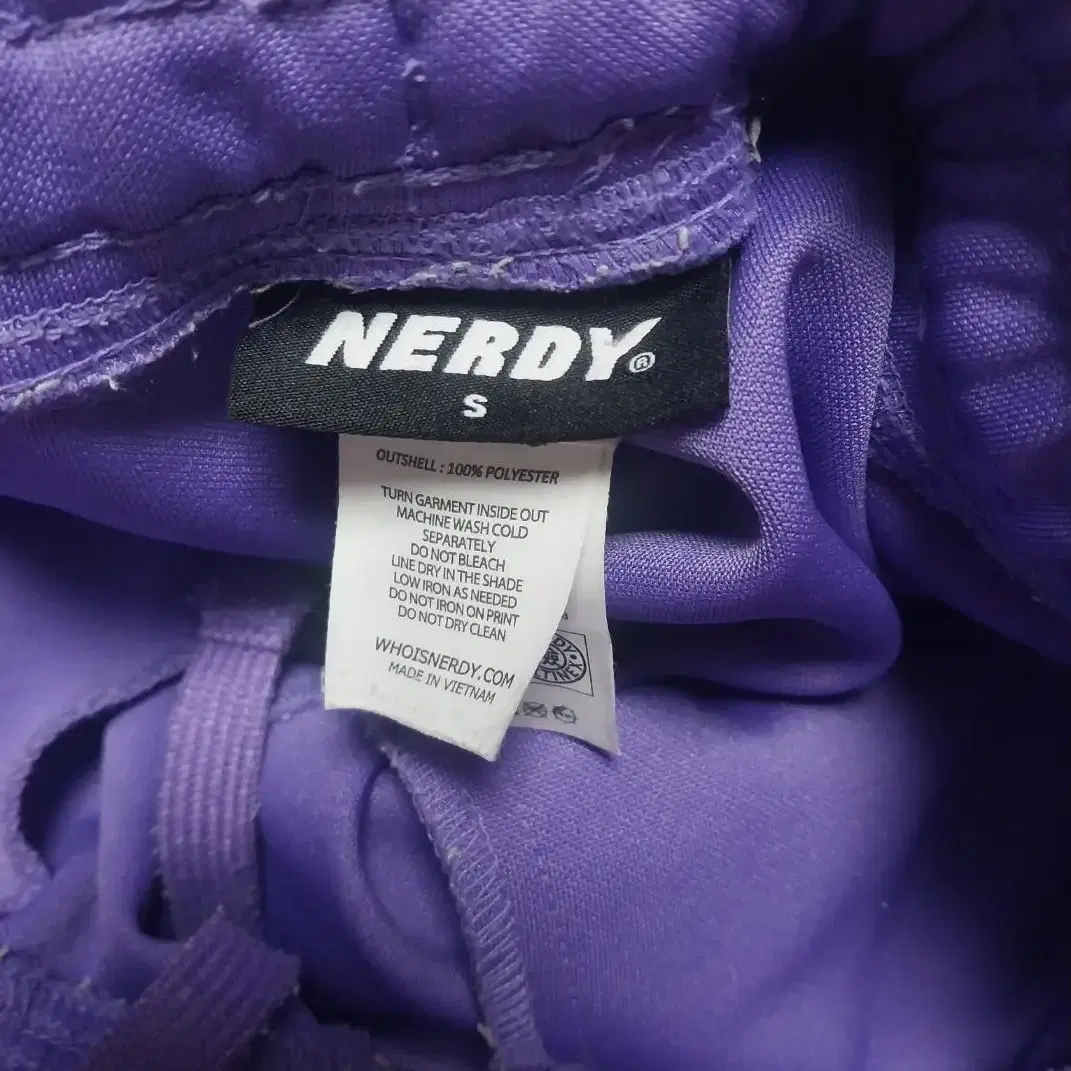 NERDY®
S
OUTSHELL : 100% POLYESTER
TURN GARMENT INSIDE OUT
MACHINE WASH COLD
SEPARATELY
DO NOT BLEACH
LINE DRY IN THE SHADE
LOW IRON AS NEEDED
DO NOT IRON ON PRINT
DO NOT DRY CLEAN
WHOISNERDY.COM
MADE IN VIETNAM